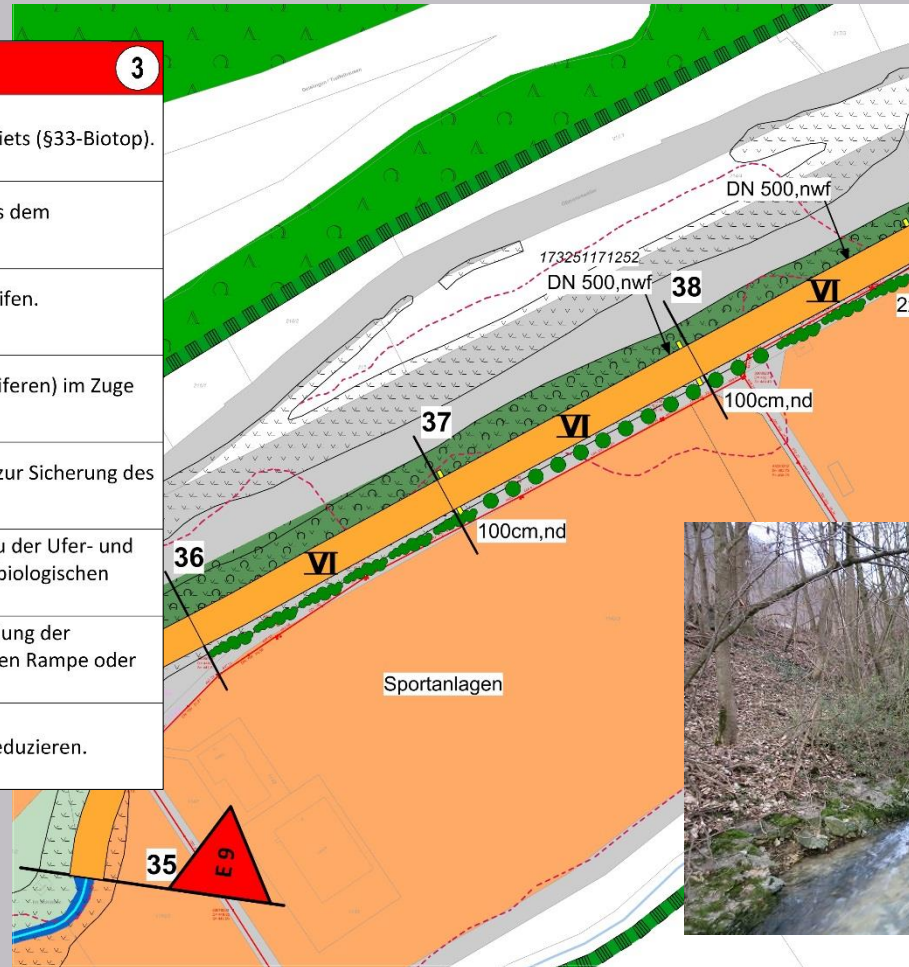 3
iets (§33-Biotop).
s dem
ifen.
iferen) im Zuge
zur Sicherung des
u der Ufer- und
biologischen
sung der
en Rampe oder
eduzieren.
DN 500,nwf
173251171252
DN 500,nwf
38
VI
2
100cm,nd
37
VI
100cm,nd
36
VI
Sportanlagen
35
E 9